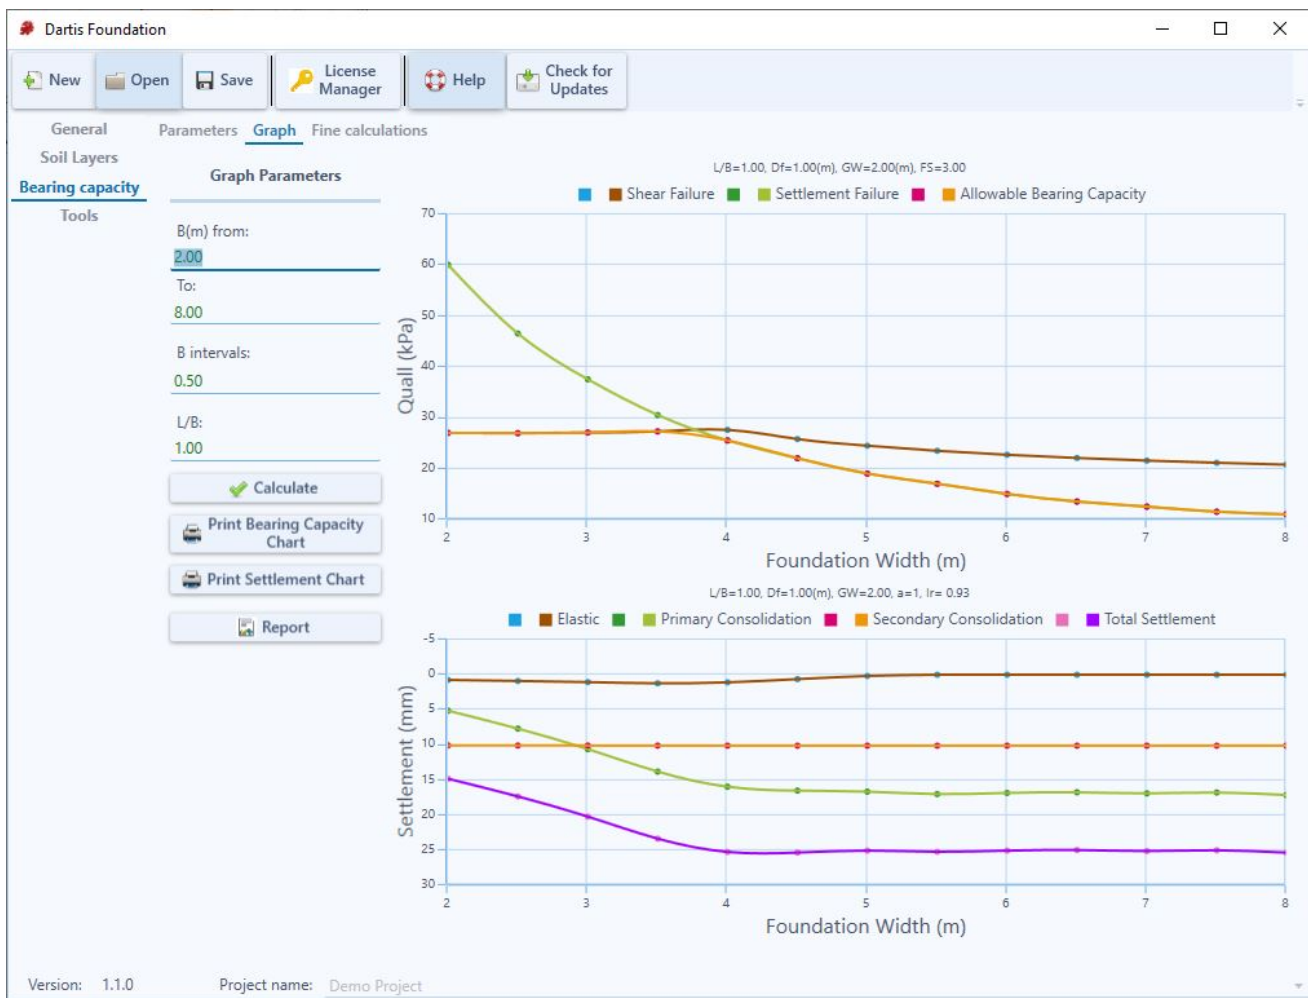 Dartis Foundation
New
Open
Save
License
Manager
Help
Check for
Updates
General
Soil Layers
Bearing capacity
Tools
Parameters Graph Fine calculations
Graph Parameters
B(m) from:
2.00
To:
8.00
B intervals:
0.50
L/B:
1.00
Calculate
Print Bearing Capacity
Chart
Print Settlement Chart
Report
L/B=1.00, Df=1.00(m), GW=2.00(m), FS=3.00
Shear Failure Settlement Failure Allowable Bearing Capacity
Quall (kPa)
70
60
50
40
30
20
10
2 3 4 5 6 7 8
Foundation Width (m)
L/B=1.00, Df=1.00(m), GW=2.00, a=1, Ir= 0.93
Elastic Primary Consolidation Secondary Consolidation Total Settlement
Settlement (mm)
-5
0
5
10
15
20
25
30
2 3 4 5 6 7 8
Foundation Width (m)
Version: 1.1.0 Project name: Demo Project